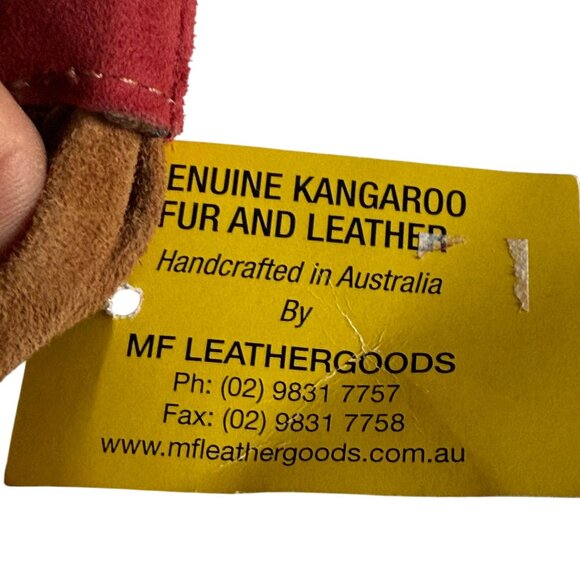 ENUINE KANGAROO
FUR AND LEATHER
Handcrafted in Australia
By
MF LEATHERGOODS
Ph: (02) 9831 7757
Fax: (02) 9831 7758
www.mfleathergoods.com.au